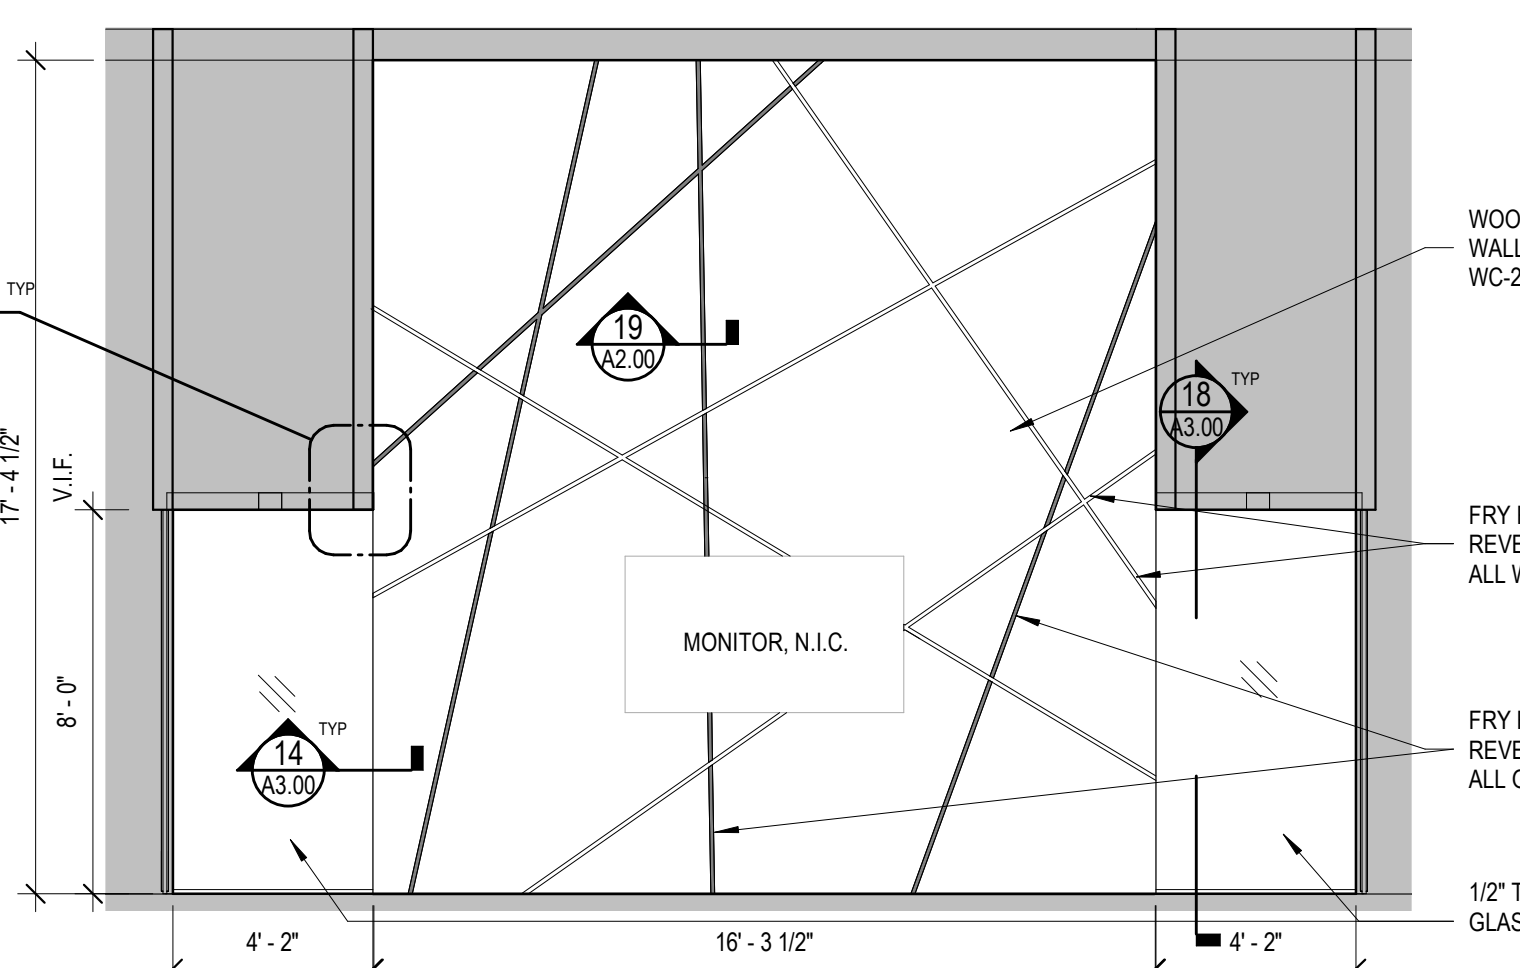 WOO
WALL
WC-2
TYP
19
A2.00
18
A3.00
TYP
17' - 4 1/2"
V.I.F.
FRY
REVE
ALL W
MONITOR, N.I.C.
8' - 0"
14
A3.00
TYP
FRY
REVE
ALL
1/2" T
GLAS
4' - 2"
16' - 3 1/2"
4' - 2"